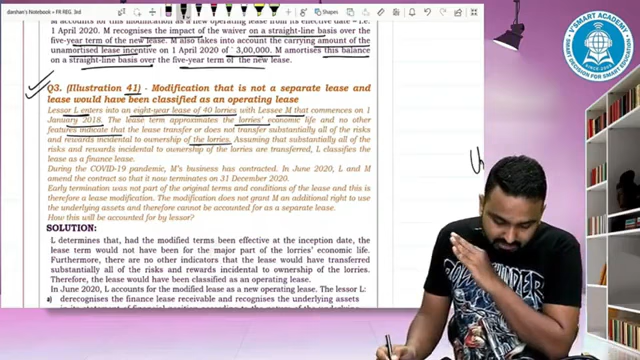 darshan's Notebook » FR REG. 3rd
M accounts for this modification as a new operating lease from its effective date – i.e.
1 April 2020. M recognises the impact of the waiver on a straight-line basis over the
five-year term of the new lease. M also takes into account the carrying amount of the
unamortised lease incentive on 1 April 2020 of `3,00,000. M amortises this balance
on a straight-line basis over the five-year term of the new lease.
Q3. (Illustration 41) - Modification that is not a separate lease and
lease would have been classified as an operating lease
Lessor L enters into an eight-year lease of 40 lorries with Lessee M that commences on 1
January 2018. The lease term approximates the lorries' economic life and no other
features indicate that the lease transfer or does not transfer substantially all of the risks
and rewards incidental to ownership of the lorries. Assuming that substantially all of the
risks and rewards incidental to ownership of the lorries are transferred, L classifies the
lease as a finance lease.
During the COVID-19 pandemic, M's business has contracted. In June 2020, L and M
amend the contract so that it now terminates on 31 December 2020.
Early termination was not part of the original terms and conditions of the lease and this is
therefore a lease modification. The modification does not grant M an additional right to use
the underlying assets and therefore cannot be accounted for as a separate lease.
How this will be accounted for by lessor?
SOLUTION:
L determines that, had the modified terms been effective at the inception date, the
lease term would not have been for the major part of the lorries' economic life.
Furthermore, there are no other indicators that the lease would have transferred
substantially all of the risks and rewards incidental to ownership of the lorries.
Therefore, the lease would have been classified as an operating lease.
In June 2020, L accounts for the modified lease as a new operating lease. The lessor L:
a) derecognises the finance lease receivable and recognises the underlying assets
V'SMART ACADEMY
SINCE 2005